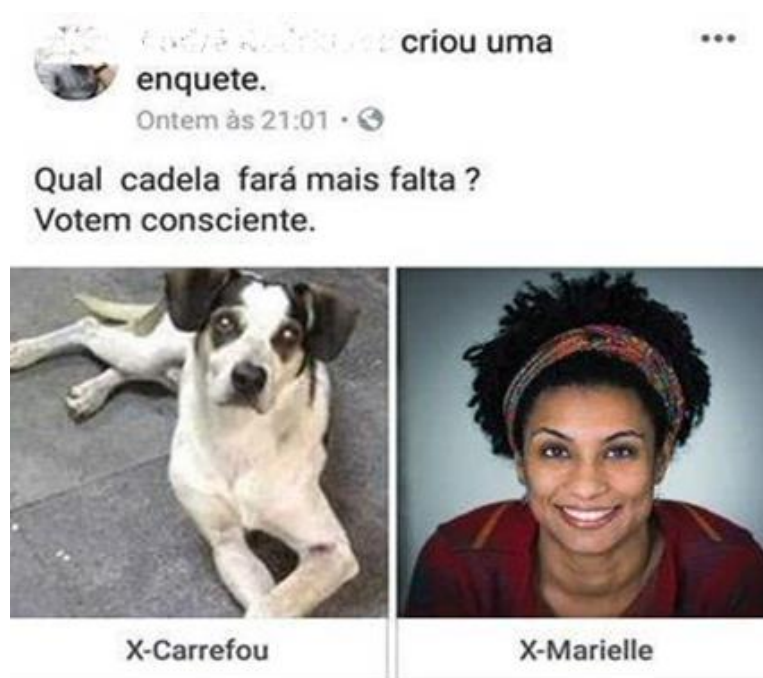 criou uma
enquete.
Ontem às 21:01 ·
Qual cadela fará mais falta ?
Votem consciente.
X-Carrefou
X-Marielle